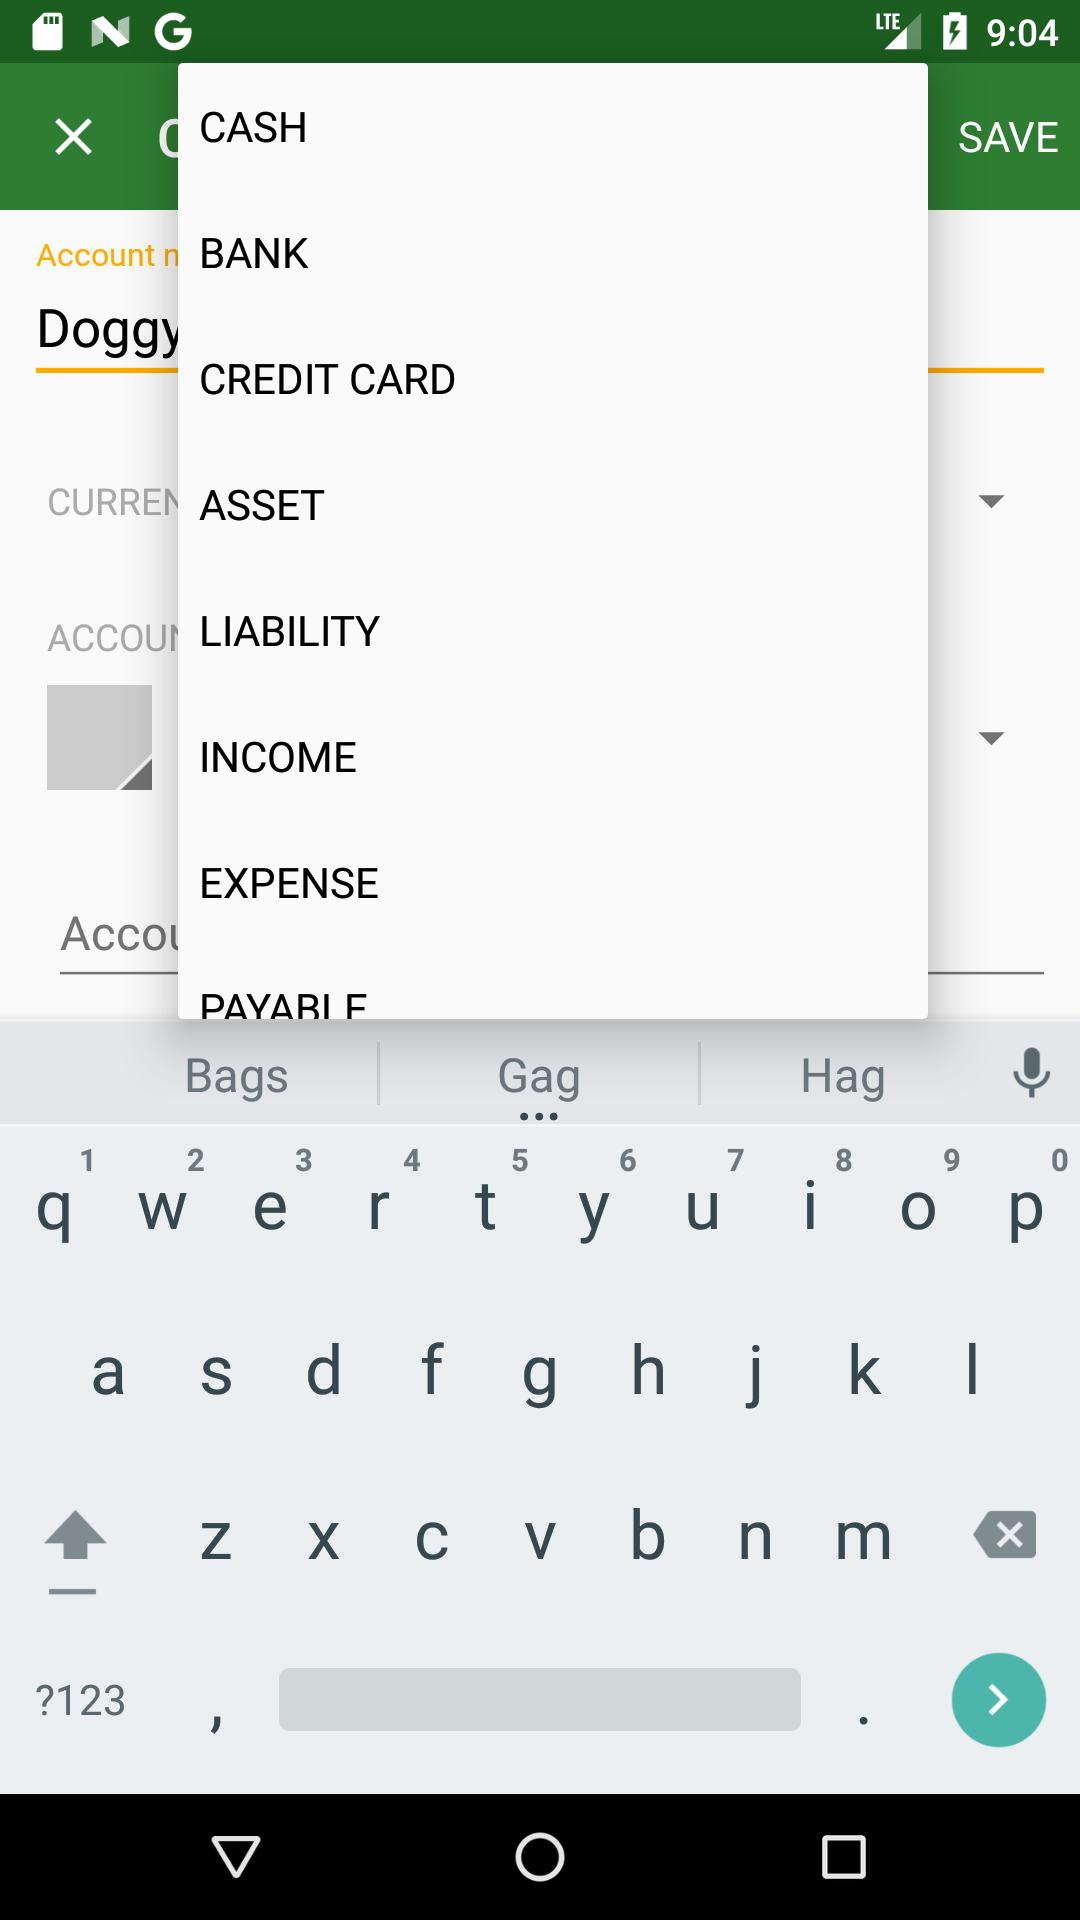 LTE 9:04
SAVE
CASH
Account n
BANK
Doggy
CREDIT CARD
CURREN
ASSET
ACCOUN
LIABILITY
INCOME
EXPENSE
Accou
PAYABLE
Bags Gag Hag
1 2 3 4 5 6 7 8 9 0
q w e r t y u i o p
a s d f g h j k l
z x c v b n m
?123 , .